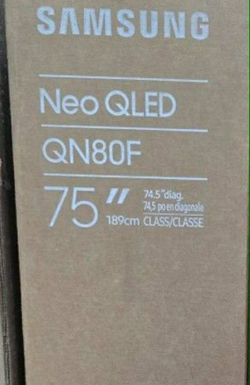 SAMSUNG
Neo QLED
QN80F
75" 74.5"diag.
74,5 po en diagonale
189cm CLASS/CLASSE